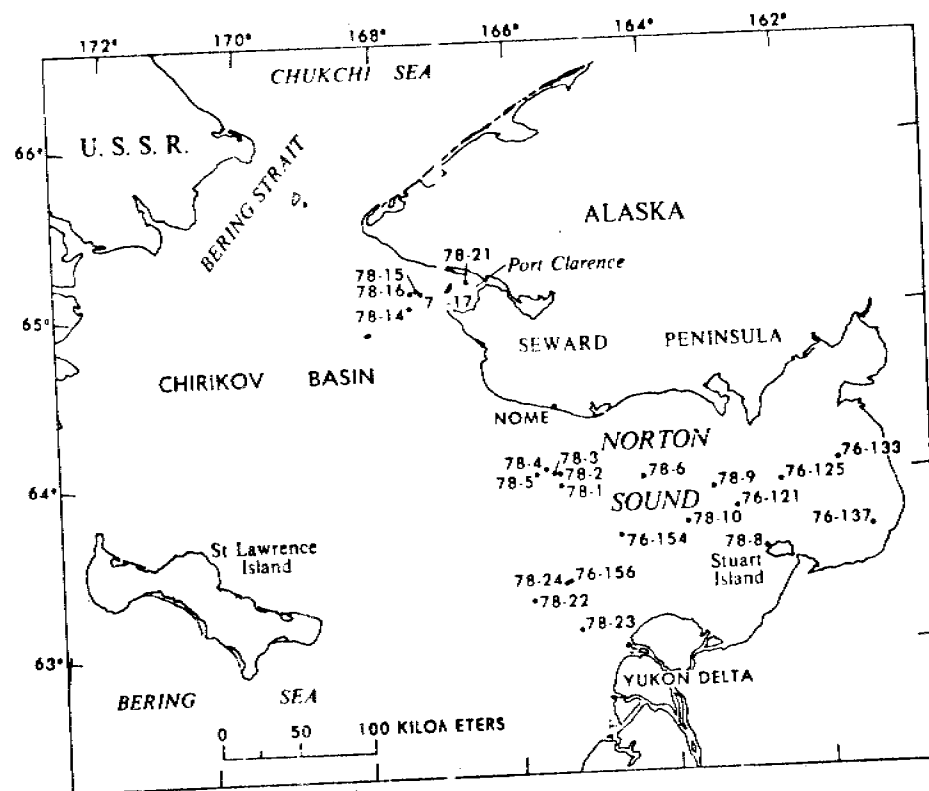 172° 170° 168° 166° 164° 162°
CHUKCHI SEA
U. S. S. R.
66°
BERING STRAIT
ALASKA
78-21
Port Clarence
78-15
78-16
7 -17
78-14
65°
SEWARD PENINSULA
CHIRIKOV BASIN
NOME
NORTON
76-133
78-3
78-4
78-2
78-6
76-125
78-5
78-9
78-1
64°
SOUND
76-121
78-10
76-137
76-154
78-8
St Lawrence
Island
Stuart
Island
78-24
76-156
78-22
78-23
63°
YUKON DELTA
BERING SEA
0 50 100 KILOA ETERS